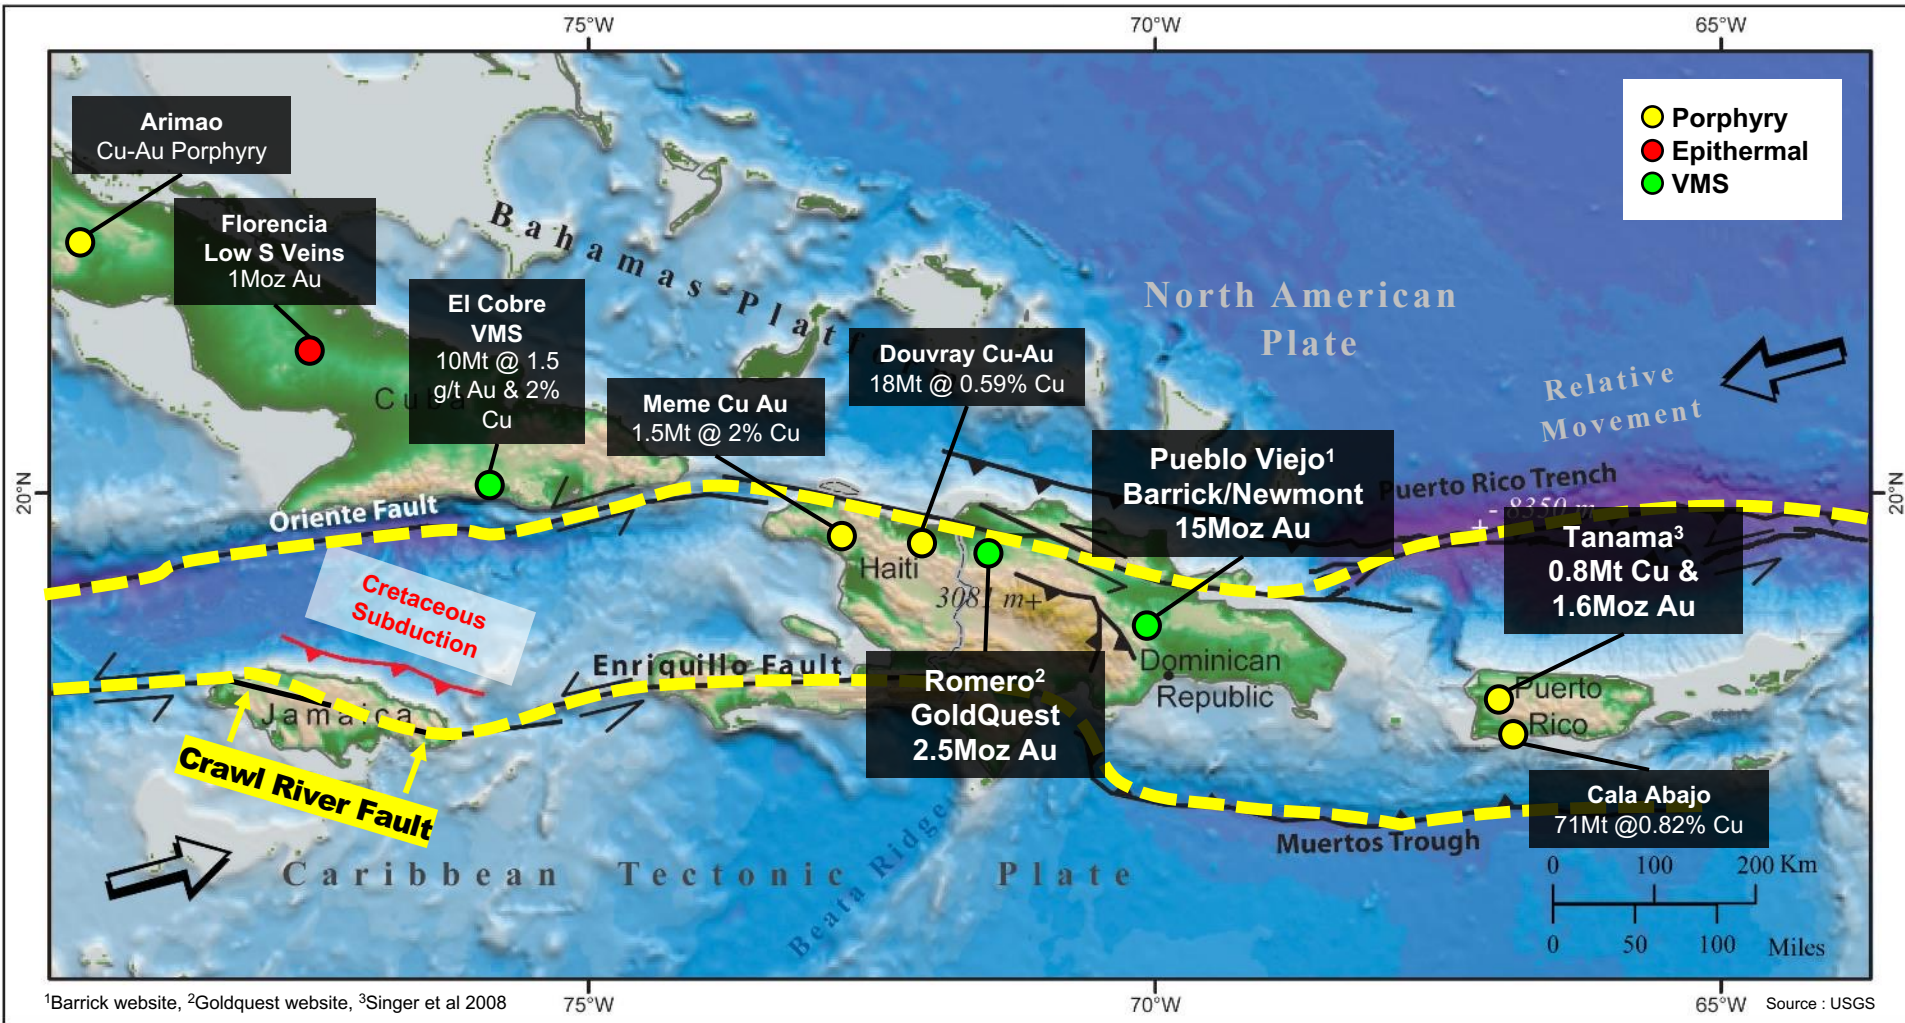 75°W
70°W
65°W
Arimao
Cu-Au Porphyry
Porphyry
Epithermal
VMS
Florencia
Low S Veins
1Moz Au
Bahamas Platform
El Cobre
VMS
10Mt @ 1.5
g/t Au & 2%
Cu
Cuba
North American
Plate
Douvray Cu-Au
18Mt @ 0.59% Cu
Relative
Movement
Meme Cu Au
1.5Mt @ 2% Cu
Pueblo Viejo¹
Barrick/Newmont
15Moz Au
20°N
20°N
Puerto Rico Trench
- 8350 m
+
Oriente Fault
Tanama³
0.8Mt Cu &
1.6Moz Au
Haiti
3081 m+
Cretaceous
Subduction
Enriquillo Fault
Dominican
Republic
Romero²
GoldQuest
2.5Moz Au
Puerto
Rico
Jamaica
Crawl River Fault
Cala Abajo
71Mt @0.82% Cu
Muertos Trough
Caribbean Tectonic Plate
Beata Ridge
0 100 200 Km
0 50 100 Miles
¹Barrick website, ²Goldquest website, ³Singer et al 2008
75°W
70°W
65°W
Source : USGS